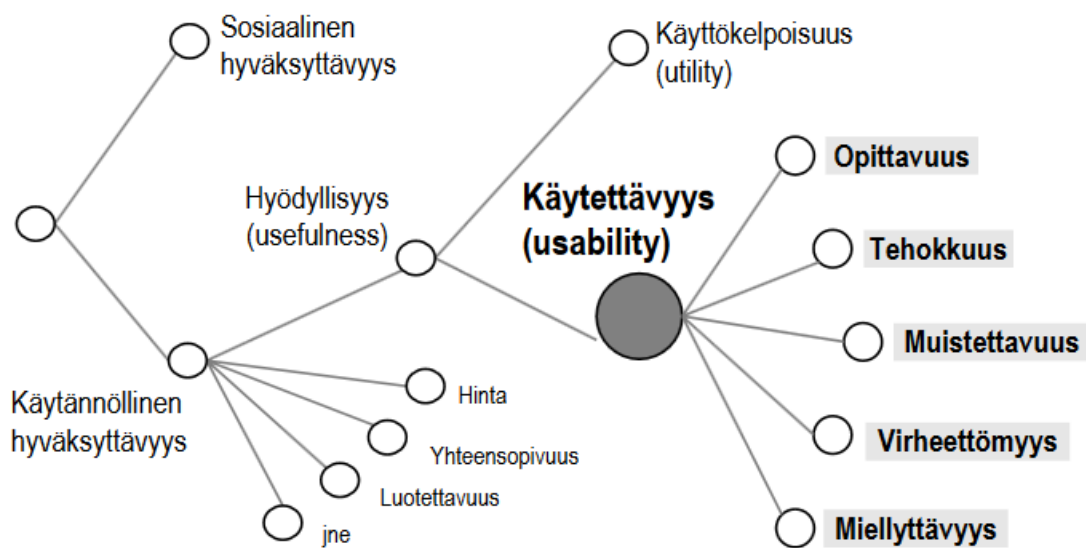 Sosiaalinen
hyväksyttävyys
Käyttökelpoisuus
(utility)
Opittavuus
Hyödyllisyys
(usefulness)
Käytettävyys
(usability)
Tehokkuus
Muistettavuus
Käytännöllinen
hyväksyttävyys
Hinta
Yhteensopivuus
Luotettavuus
jne
Virheettömyys
Miellyttävyys